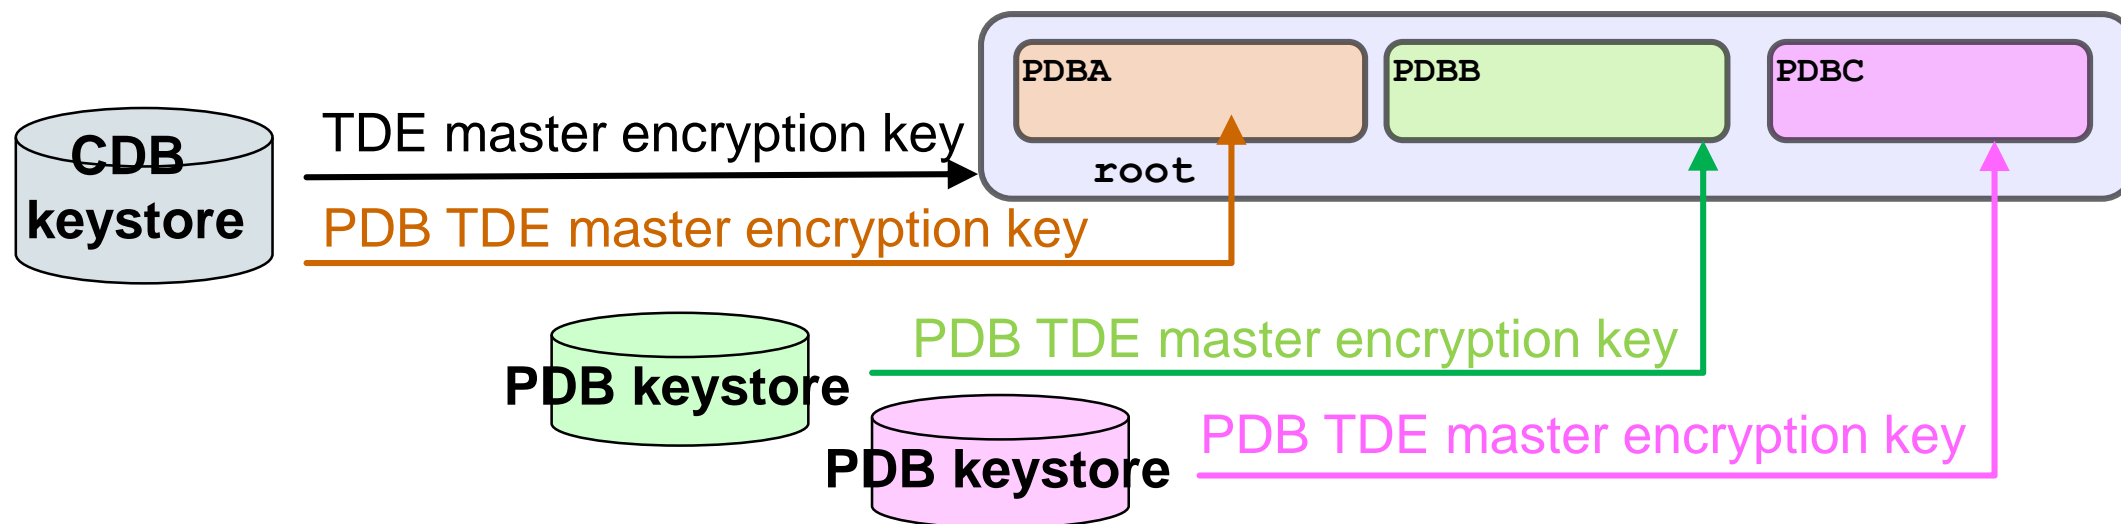 PDBA
PDBB
PDBC
TDE master encryption key
root
CDB
keystore
PDB TDE master encryption key
PDB TDE master encryption key
PDB keystore
PDB TDE master encryption key
PDB keystore